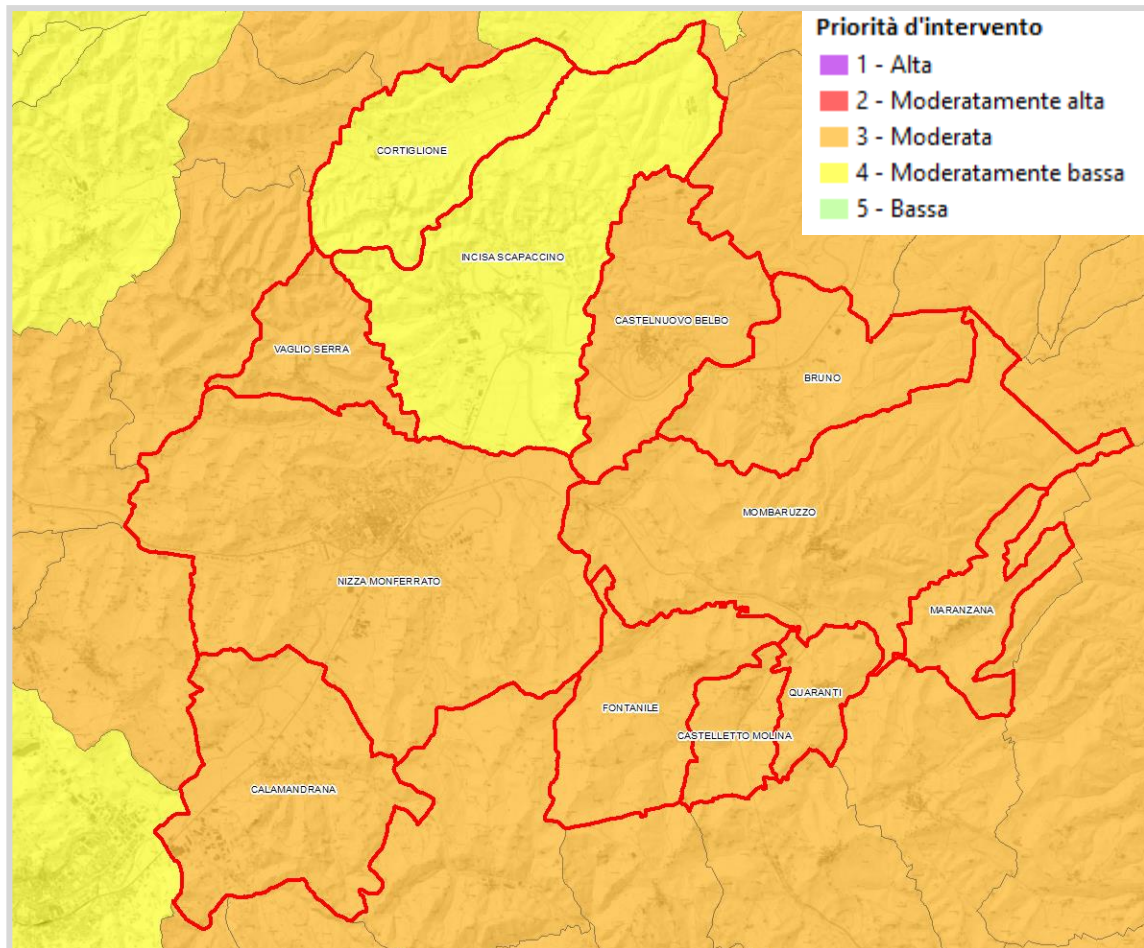 Priorità d'intervento
1 - Alta
2 - Moderatamente alta
3 - Moderata
4 - Moderatamente bassa
5 - Bassa
CORTIGLIONE
INCISA SCAPACCINO
CASTELNUOVO BELBO
VAGLIO SERRA
BRUNO
MOMBARUZZO
NIZZA MONFERRATO
MARANZANA
QUARANTI
FONTANILE
CASTELLETTO MOLINA
CALAMANDRANA